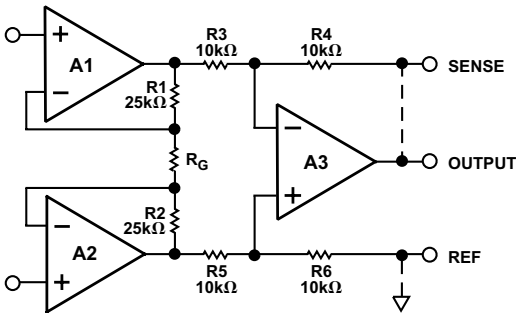 +
A1
−
R3
10kΩ
R4
10kΩ
SENSE
R1
25kΩ
RG
−
A3
+
OUTPUT
R2
25kΩ
−
A2
+
R5
10kΩ
R6
10kΩ
REF